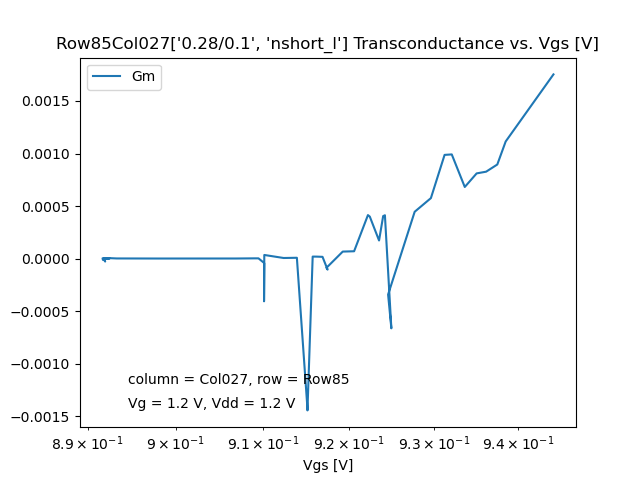 Row85Col027['0.28/0.1', 'nshort_l'] Transconductance vs. Vgs [V]
Gm
0.0015
0.0010
0.0005
0.0000
−0.0005
−0.0010
−0.0015
column = Col027, row = Row85
Vg = 1.2 V, Vdd = 1.2 V
8.9 × 10⁻¹ 9 × 10⁻¹ 9.1 × 10⁻¹ 9.2 × 10⁻¹ 9.3 × 10⁻¹ 9.4 × 10⁻¹
Vgs [V]